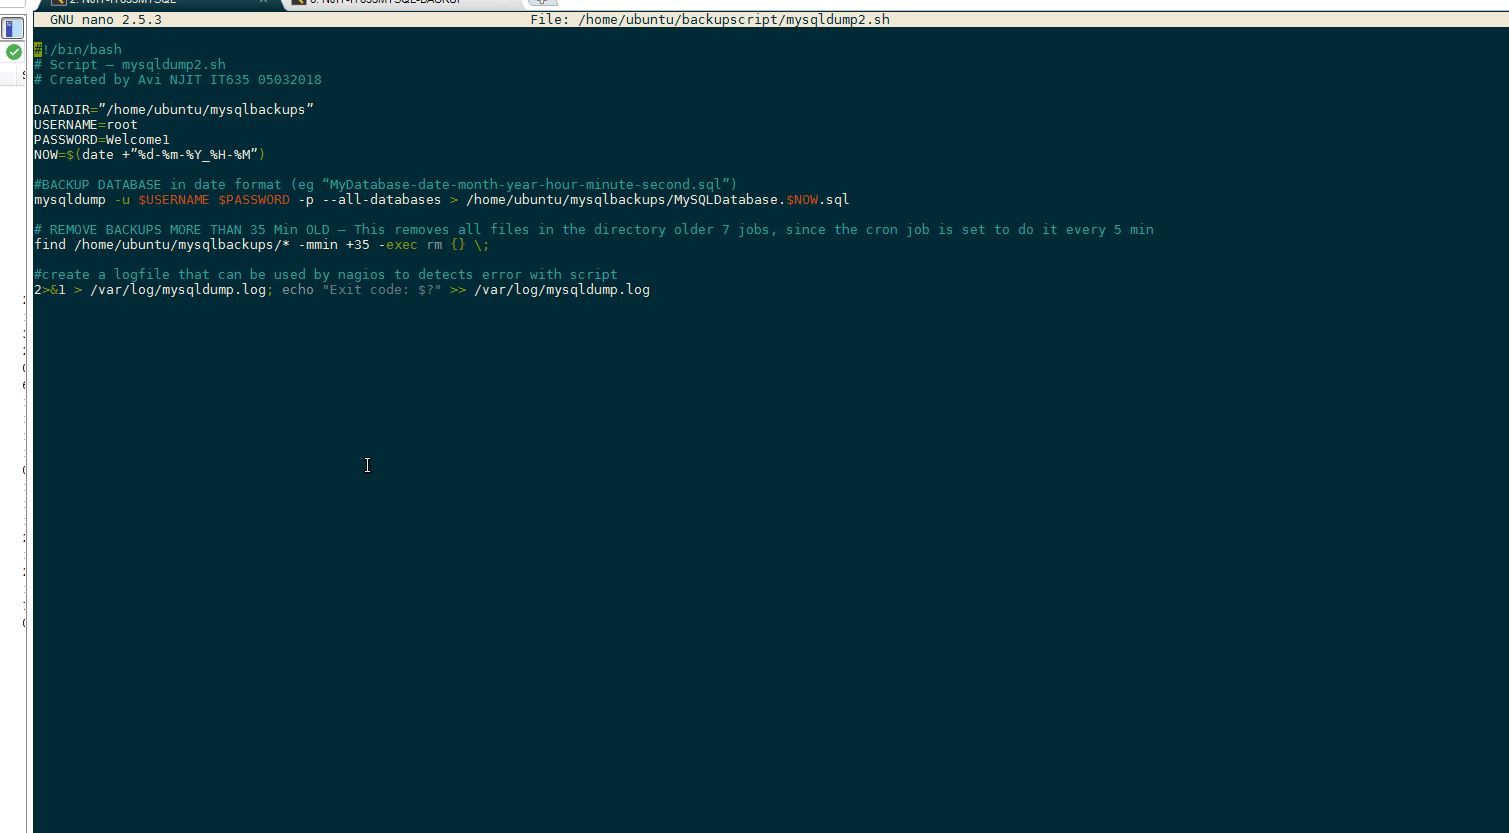 GNU nano 2.5.3 File: /home/ubuntu/backupscript/mysqldump2.sh
#!/bin/bash
# Script – mysqldump2.sh
# Created by Avi NJIT IT635 05032018
DATADIR=”/home/ubuntu/mysqlbackups”
USERNAME=root
PASSWORD=Welcome1
NOW=$(date +”%d-%m-%Y_%H-%M”)
#BACKUP DATABASE in date format (eg “MyDatabase-date-month-year-hour-minute-second.sql”)
mysqldump -u $USERNAME $PASSWORD -p --all-databases > /home/ubuntu/mysqlbackups/MySQLDatabase.$NOW.sql
# REMOVE BACKUPS MORE THAN 35 Min OLD – This removes all files in the directory older 7 jobs, since the cron job is set to do it every 5 min
find /home/ubuntu/mysqlbackups/* -mmin +35 -exec rm {} \;
#create a logfile that can be used by nagios to detects error with script
2>&1 > /var/log/mysqldump.log; echo "Exit code: $?" >> /var/log/mysqldump.log